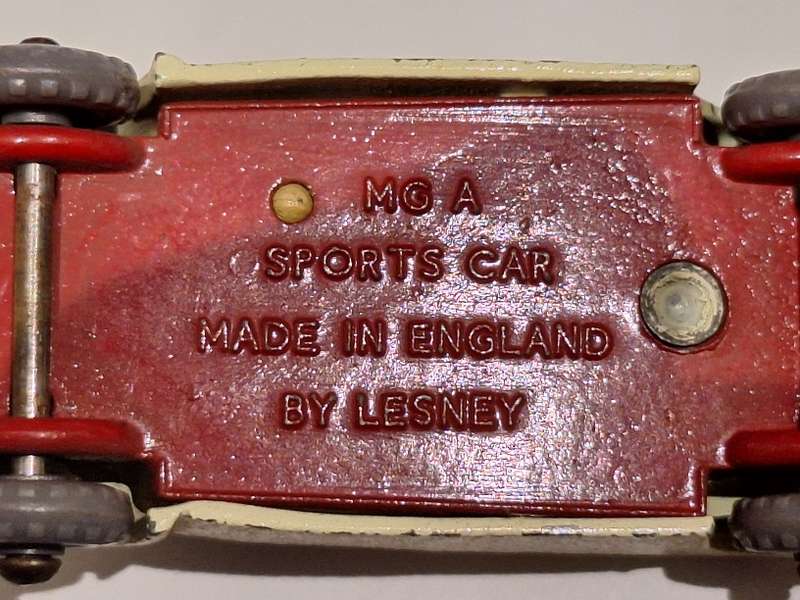 MG A
SPORTS CAR
MADE IN ENGLAND
BY LESNEY